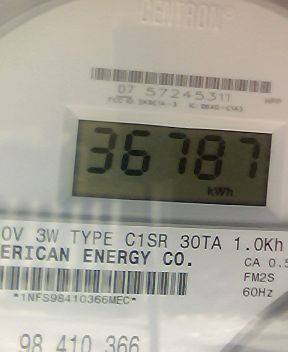 CENTRON®
07 57245311
36787
kWh
0V 3W TYPE C1SR 30TA 1.0Kh
ERICAN ENERGY CO.
CA 0.5
FM2S
*1NFS98410366MEC*
60Hz
98 410 366